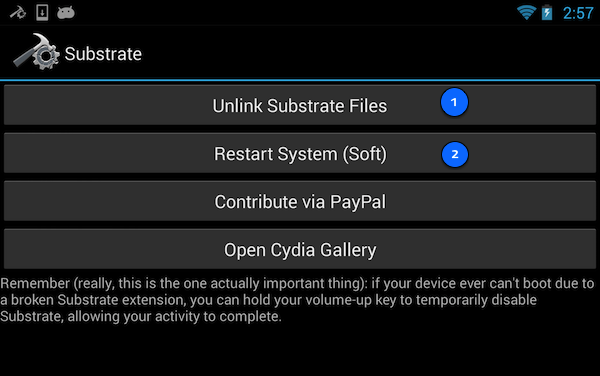 2:57
Substrate
Unlink Substrate Files 1
Restart System (Soft) 2
Contribute via PayPal
Open Cydia Gallery
Remember (really, this is the one actually important thing): if your device ever can't boot due to
a broken Substrate extension, you can hold your volume-up key to temporarily disable
Substrate, allowing your activity to complete.